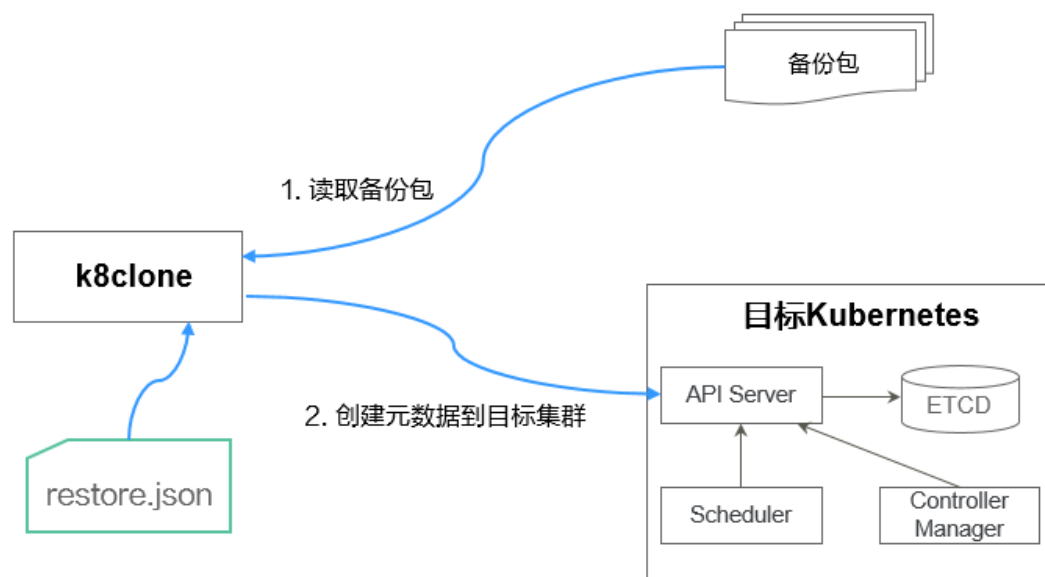 备份包
1. 读取备份包
k8clone
目标Kubernetes
API Server
ETCD
2. 创建元数据到目标集群
restore.json
Scheduler
Controller
Manager